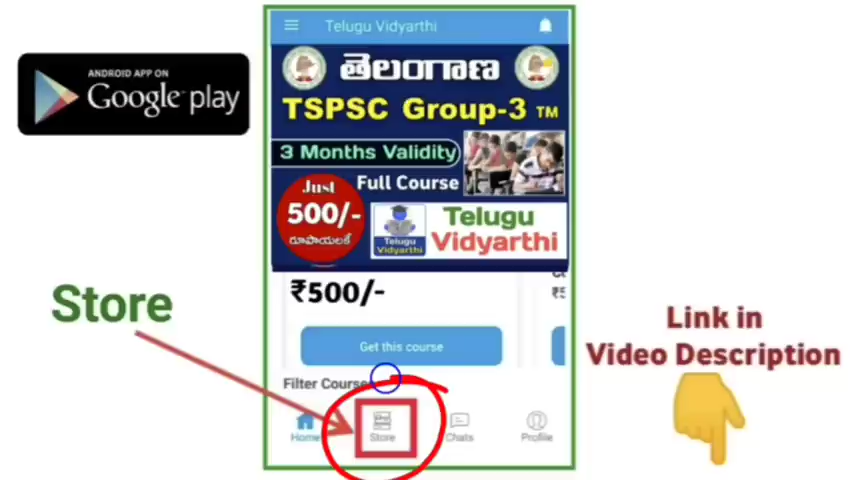 Telugu Vidyarthi
ANDROID APP ON
Google play
తెలంగాణ
TSPSC Group-3 TM
3 Months Validity
Full Course
Just
500/-
రూపాయలకే
Telugu
Vidyarthi
Telugu
Vidyarthi
₹500/-
Store
Get this course
Link in
Video Description
Filter Course
Home
Store
Chats
Profile